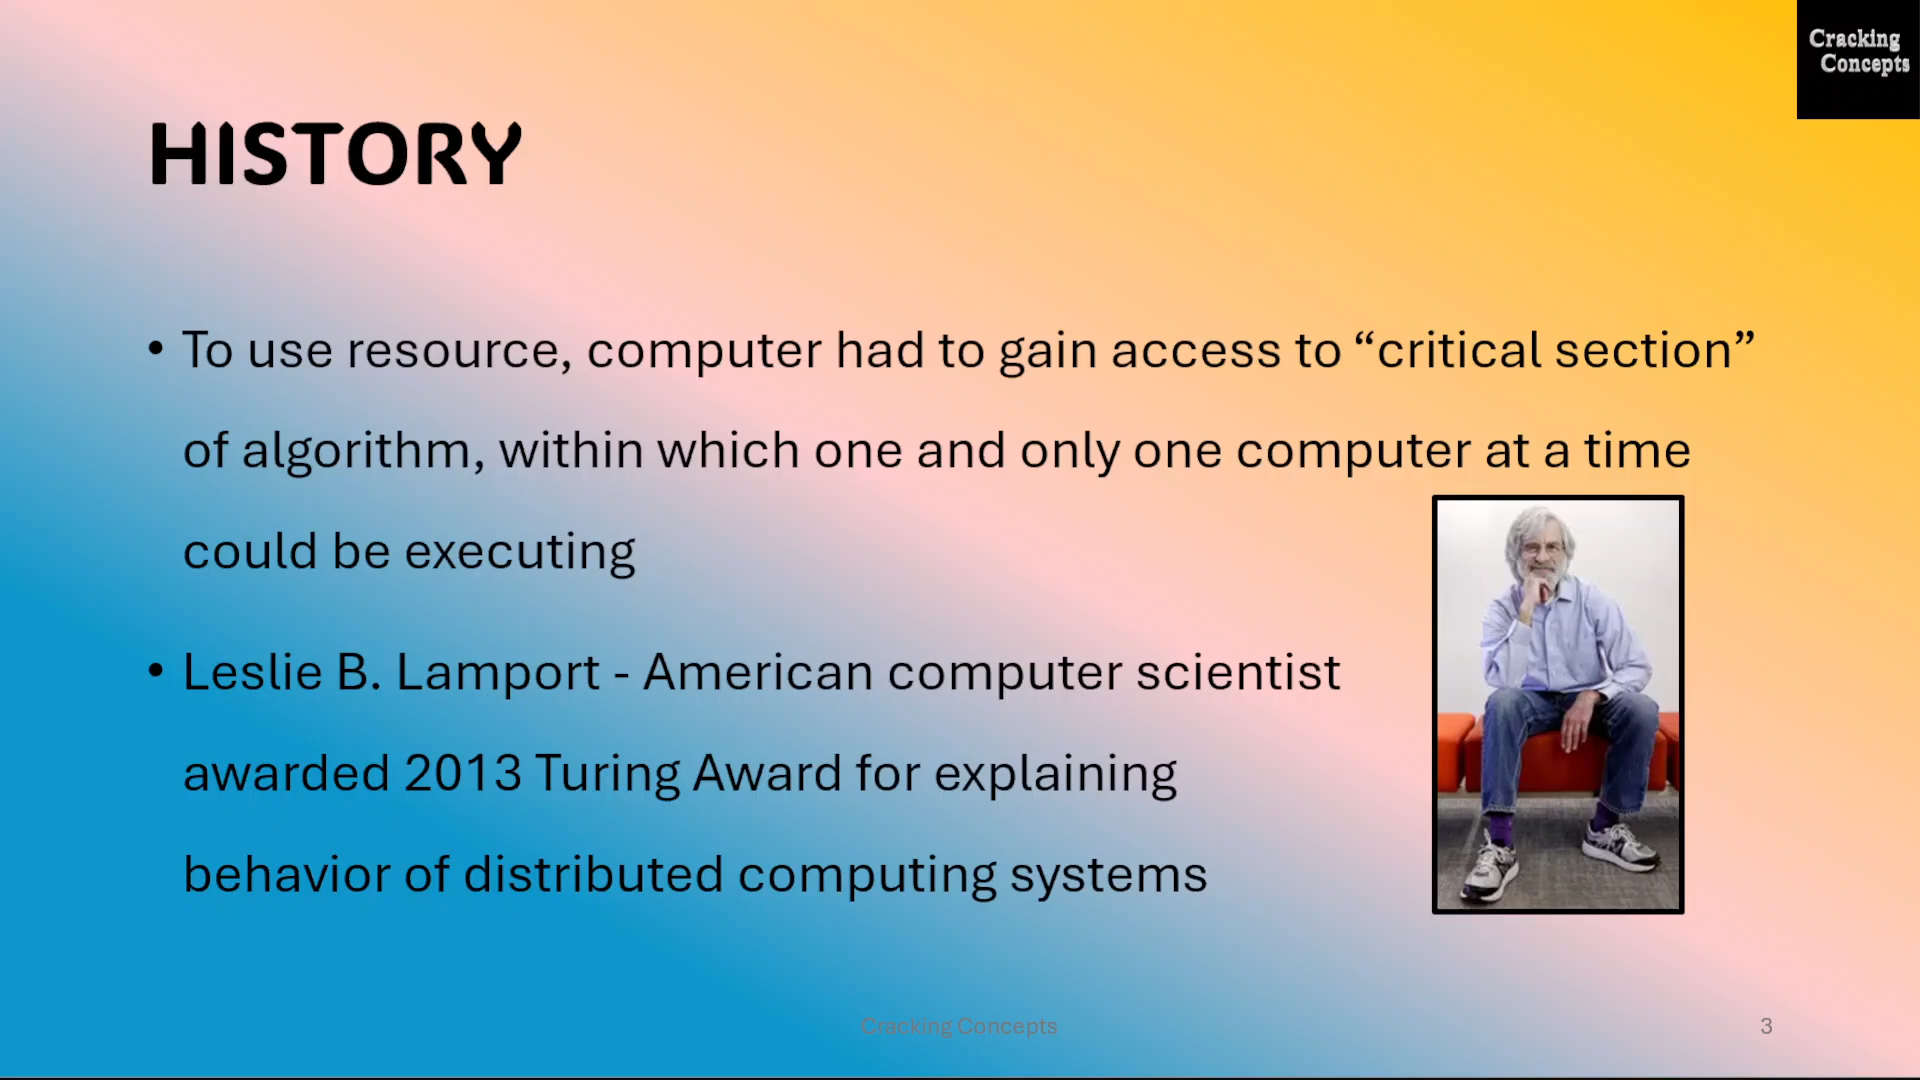 Cracking
Concepts
HISTORY
• To use resource, computer had to gain access to “critical section”
of algorithm, within which one and only one computer at a time
could be executing
• Leslie B. Lamport - American computer scientist
awarded 2013 Turing Award for explaining
behavior of distributed computing systems
Cracking Concepts
3